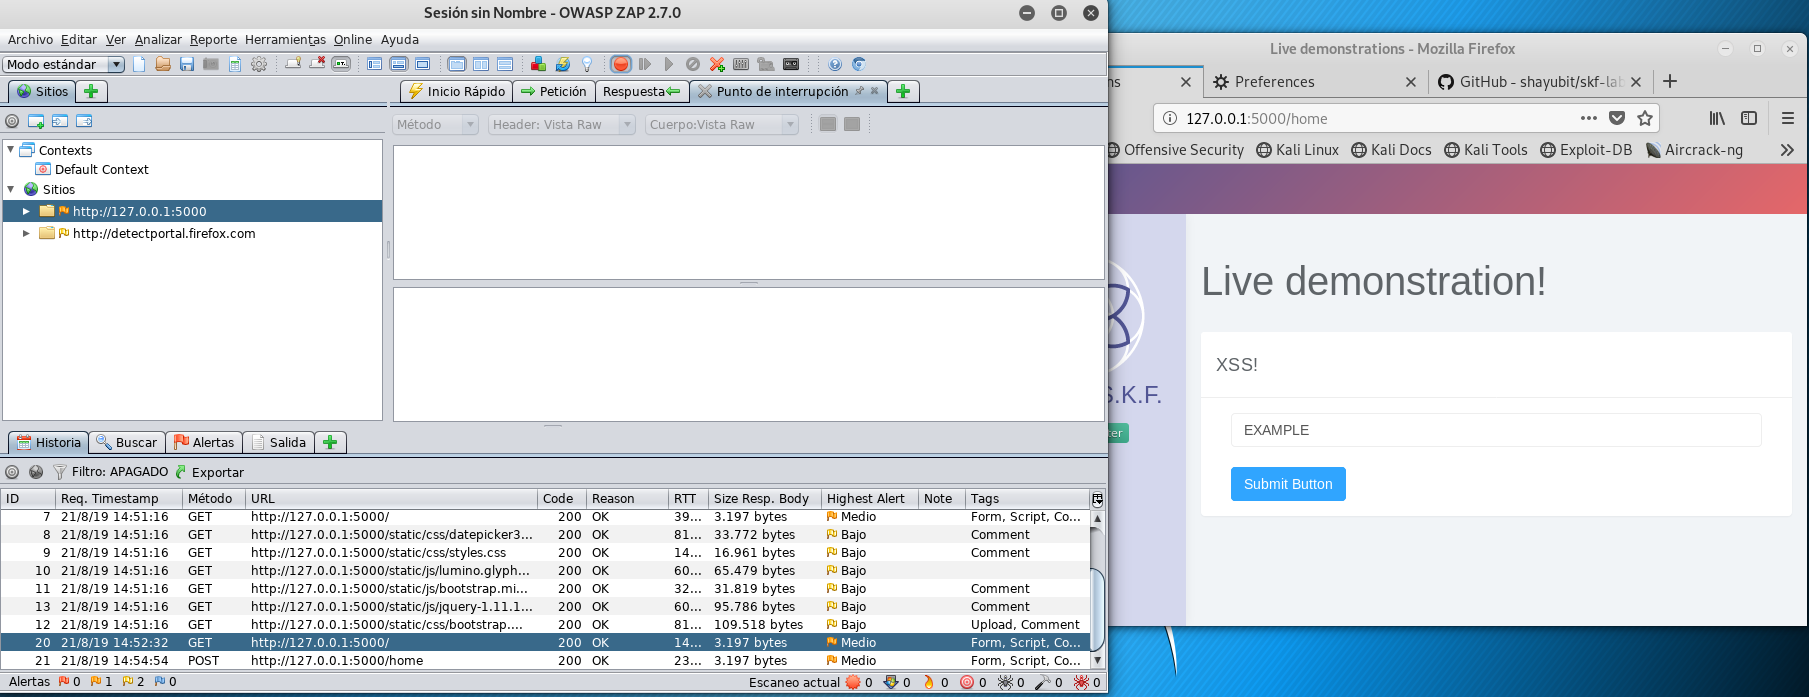 Sesión sin Nombre - OWASP ZAP 2.7.0
Archivo Editar Ver Analizar Reporte Herramientas Online Ayuda
Modo estándar
Sitios
Inicio Rápido Petición Respuesta Punto de interrupción
Método Header: Vista Raw Cuerpo:Vista Raw
Contexts
Default Context
Sitios
http://127.0.0.1:5000
http://detectportal.firefox.com
Historia Buscar Alertas Salida
Filtro: APAGADO Exportar
ID Req. Timestamp Método URL Code Reason RTT Size Resp. Body Highest Alert Note Tags
7 21/8/19 14:51:16 GET http://127.0.0.1:5000/ 200 OK 39... 3.197 bytes Medio Form, Script, Co...
8 21/8/19 14:51:16 GET http://127.0.0.1:5000/static/css/datepicker3... 200 OK 81... 33.772 bytes Bajo Comment
9 21/8/19 14:51:16 GET http://127.0.0.1:5000/static/css/styles.css 200 OK 14... 16.961 bytes Bajo Comment
10 21/8/19 14:51:16 GET http://127.0.0.1:5000/static/js/lumino.glyph... 200 OK 60... 65.479 bytes Bajo
11 21/8/19 14:51:16 GET http://127.0.0.1:5000/static/js/bootstrap.mi... 200 OK 32... 31.819 bytes Bajo Comment
13 21/8/19 14:51:16 GET http://127.0.0.1:5000/static/js/jquery-1.11.1... 200 OK 60... 95.786 bytes Bajo Comment
12 21/8/19 14:51:16 GET http://127.0.0.1:5000/static/css/bootstrap.... 200 OK 81... 109.518 bytes Bajo Upload, Comment
20 21/8/19 14:52:32 GET http://127.0.0.1:5000/ 200 OK 14... 3.197 bytes Medio Form, Script, Co...
21 21/8/19 14:54:54 POST http://127.0.0.1:5000/home 200 OK 23... 3.197 bytes Medio Form, Script, Co...
Alertas 0 1 2 0 Escaneo actual 0 0 0 0 0 0 0
Live demonstrations - Mozilla Firefox
ns Preferences GitHub - shayubit/skf-lab
127.0.0.1:5000/home
Offensive Security Kali Linux Kali Docs Kali Tools Exploit-DB Aircrack-ng
S.K.F.
ter
Live demonstration!
XSS!
EXAMPLE
Submit Button